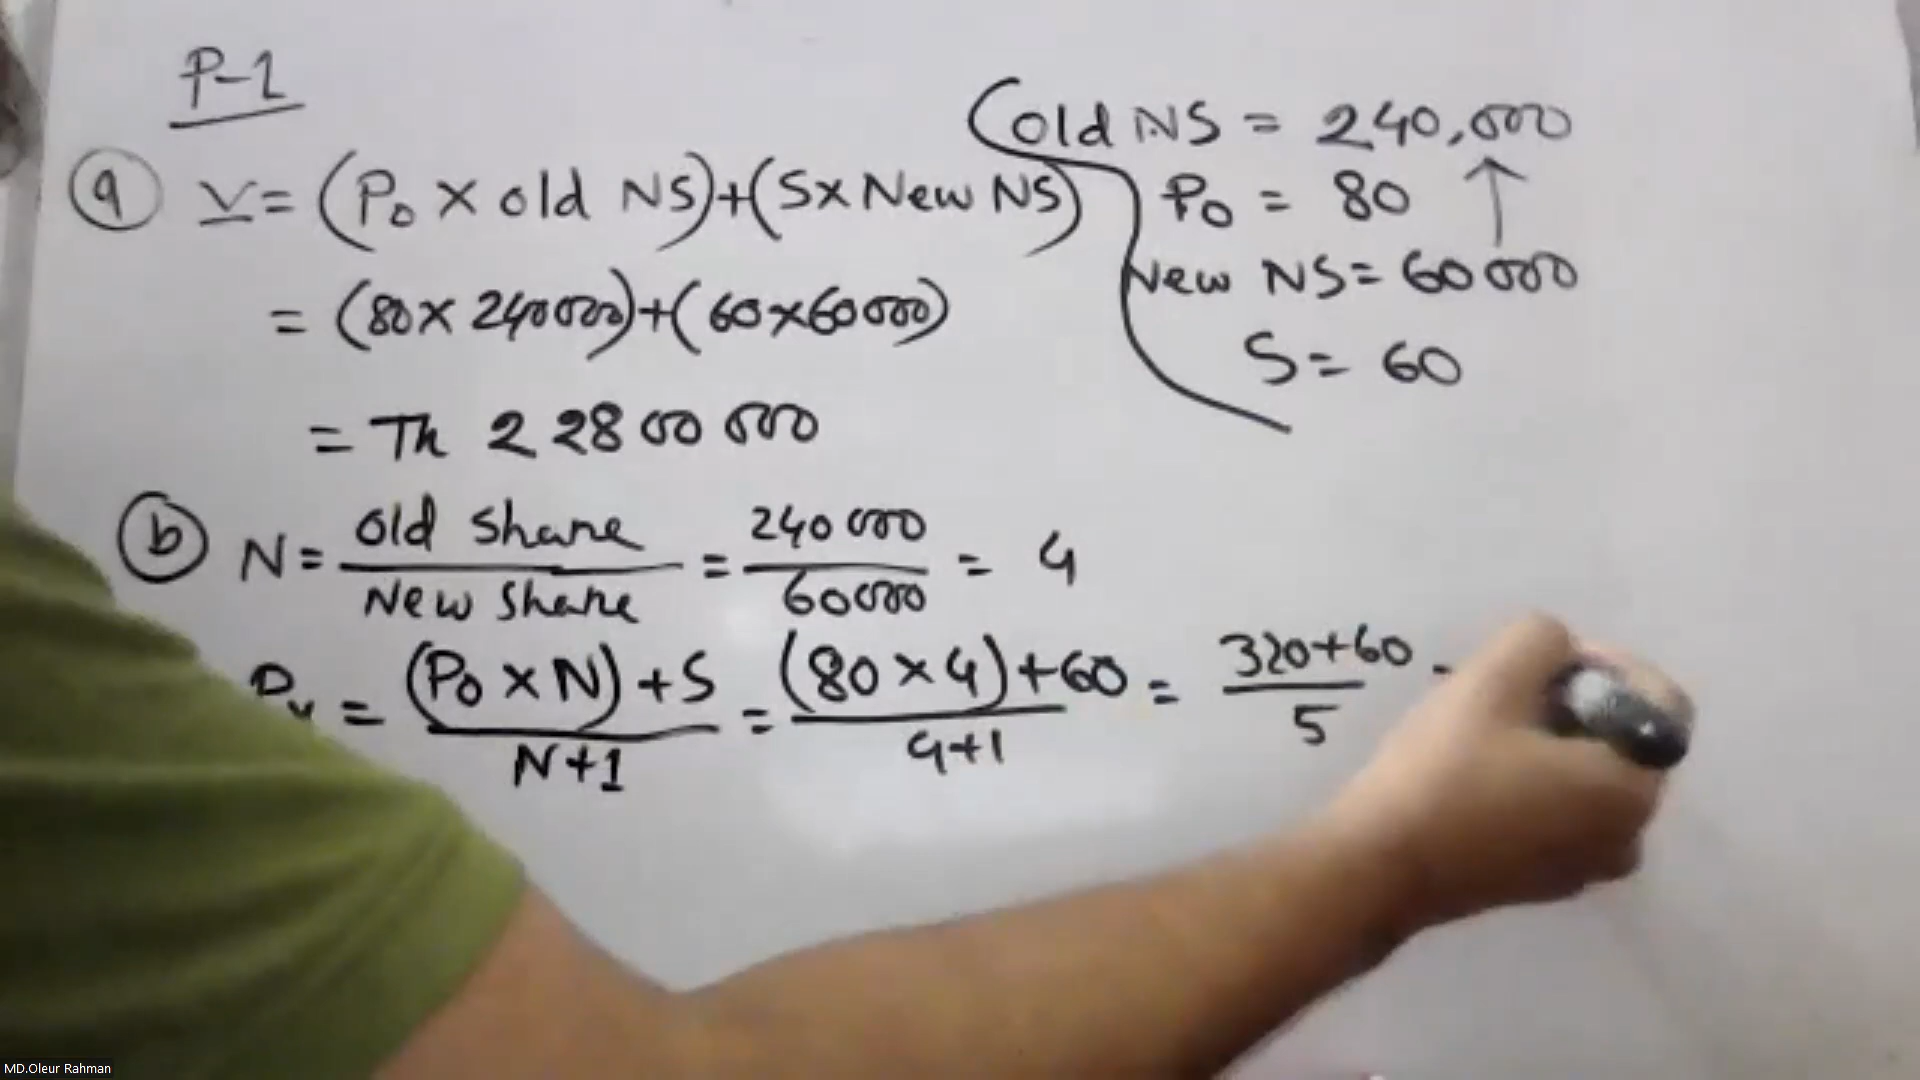 P-1
(a) V = (P₀ × old NS) + (S × New NS)
= (80 × 240000) + (60 × 60000)
= Tk 22800000
old NS = 240,000
P₀ = 80
New NS = 60000
S = 60
(b) N = Old Share / New Share = 240000 / 60000 = 4
Pₓ = (P₀ × N) + S / N+1 = (80 × 4) + 60 / 4+1 = 320+60 / 5
MD.Oleur Rahman